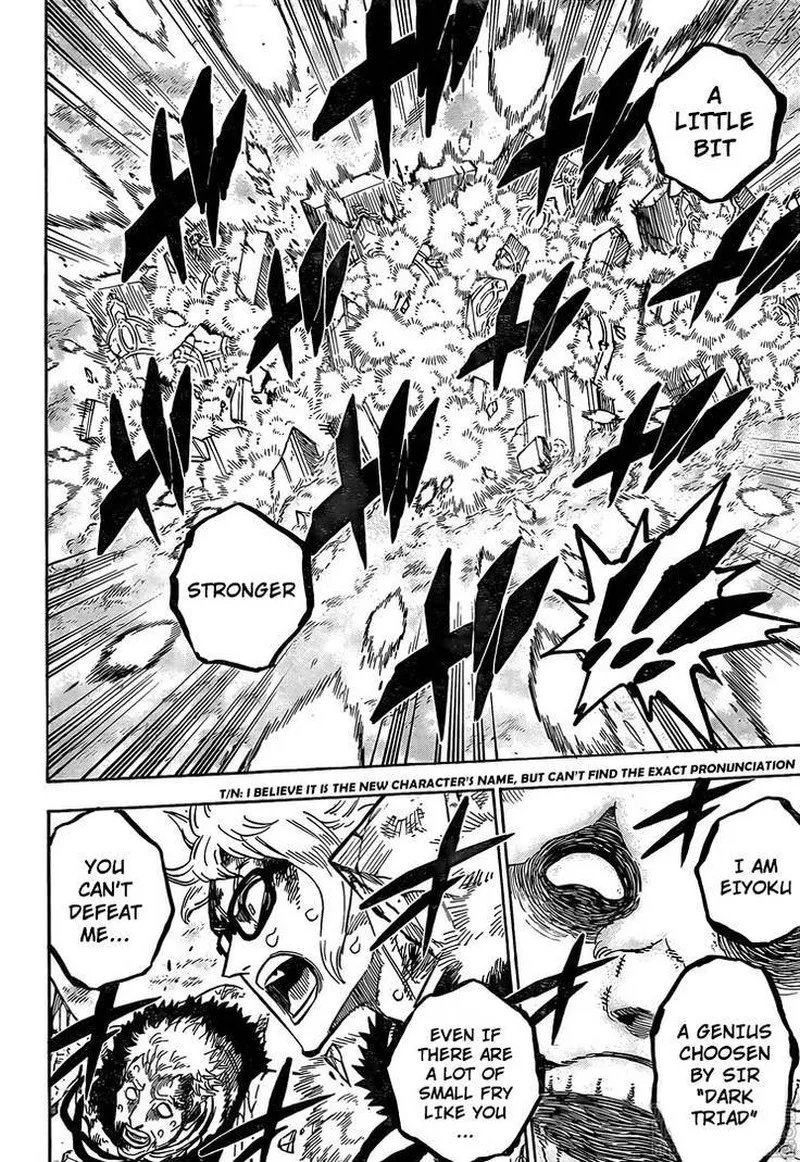 A
LITTLE
BIT
STRONGER
T/N: I BELIEVE IT IS THE NEW CHARACTER'S NAME, BUT CAN'T FIND THE EXACT PRONUNCIATION
I AM
EIYOKU
A GENIUS
CHOOSEN
BY SIR
"DARK
TRIAD"
EVEN IF
THERE ARE
A LOT OF
SMALL FRY
LIKE YOU
...
YOU
CAN'T
DEFEAT
ME...